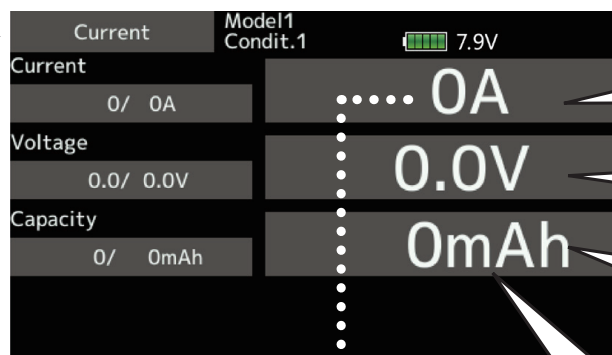 Current
Model1
Condit.1
7.9V
Current
0/ 0A
0A
Voltage
0.0/ 0.0V
0.0V
Capacity
0/ 0mAh
0mAh